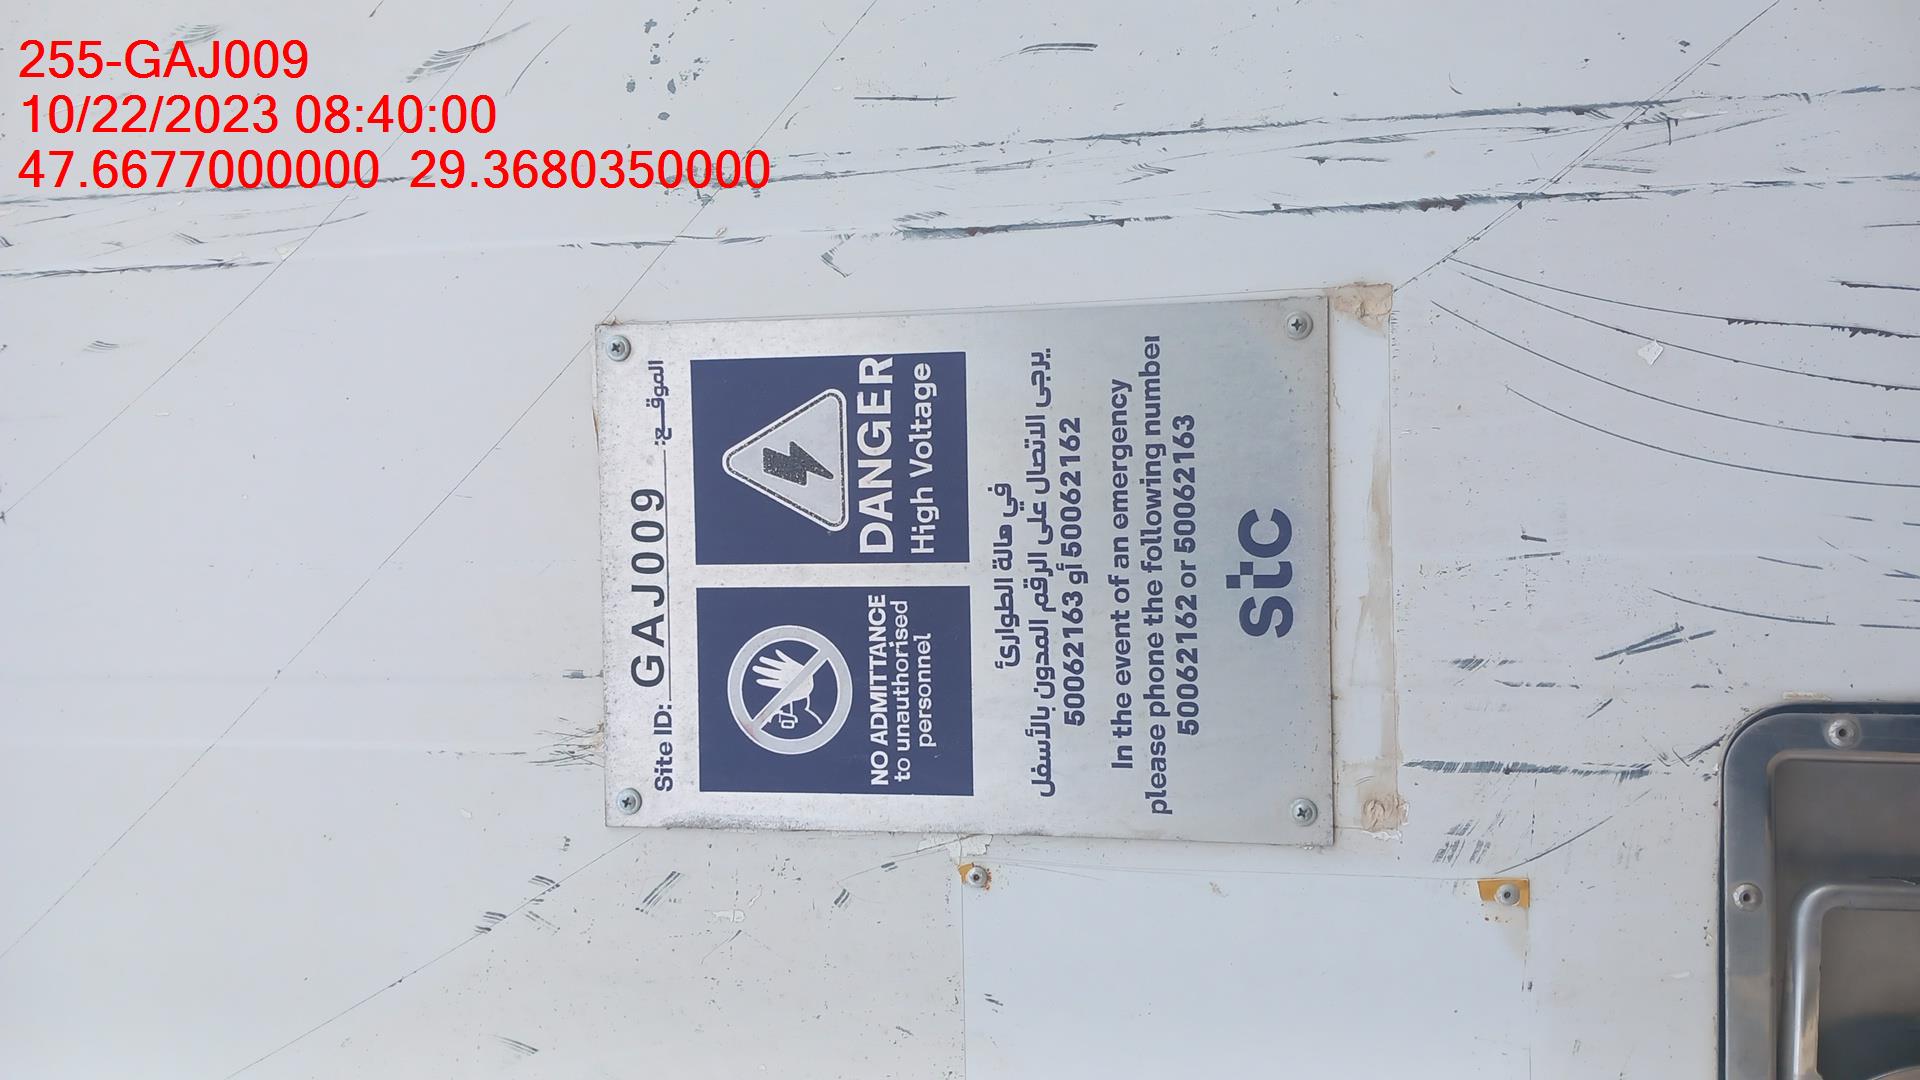 255-GAJ009
10/22/2023 08:40:00
47.6677000000 29.3680350000
Site ID: GAJ009 الموقـــع:
NO ADMITTANCE
to unauthorised
personnel
DANGER
High Voltage
في حالة الطوارئ
يرجى الاتصال على الرقم المدون بالأسفل
50062163 أو 50062162
In the event of an emergency
please phone the following number
50062162 or 50062163
stc